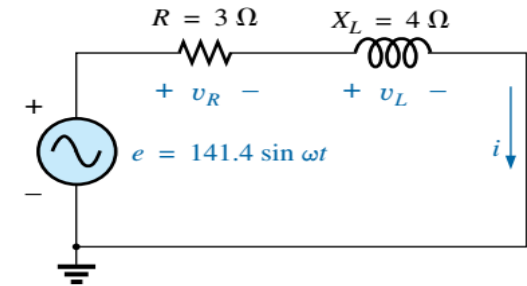 R = 3 Ω
X_L = 4 Ω
+ v_R −
+ v_L −
+
e = 141.4 sin ωt
i
−